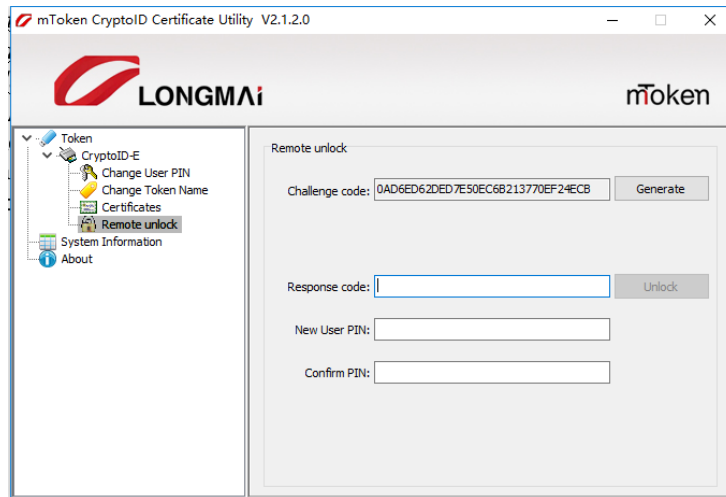 mToken CryptoID Certificate Utility V2.1.2.0
LONGMAi
mToken
Token
CryptoID-E
Change User PIN
Change Token Name
Certificates
Remote unlock
System Information
About
Remote unlock
Challenge code: 0AD6ED62DED7E50EC6B213770EF24ECB Generate
Response code: Unlock
New User PIN:
Confirm PIN: